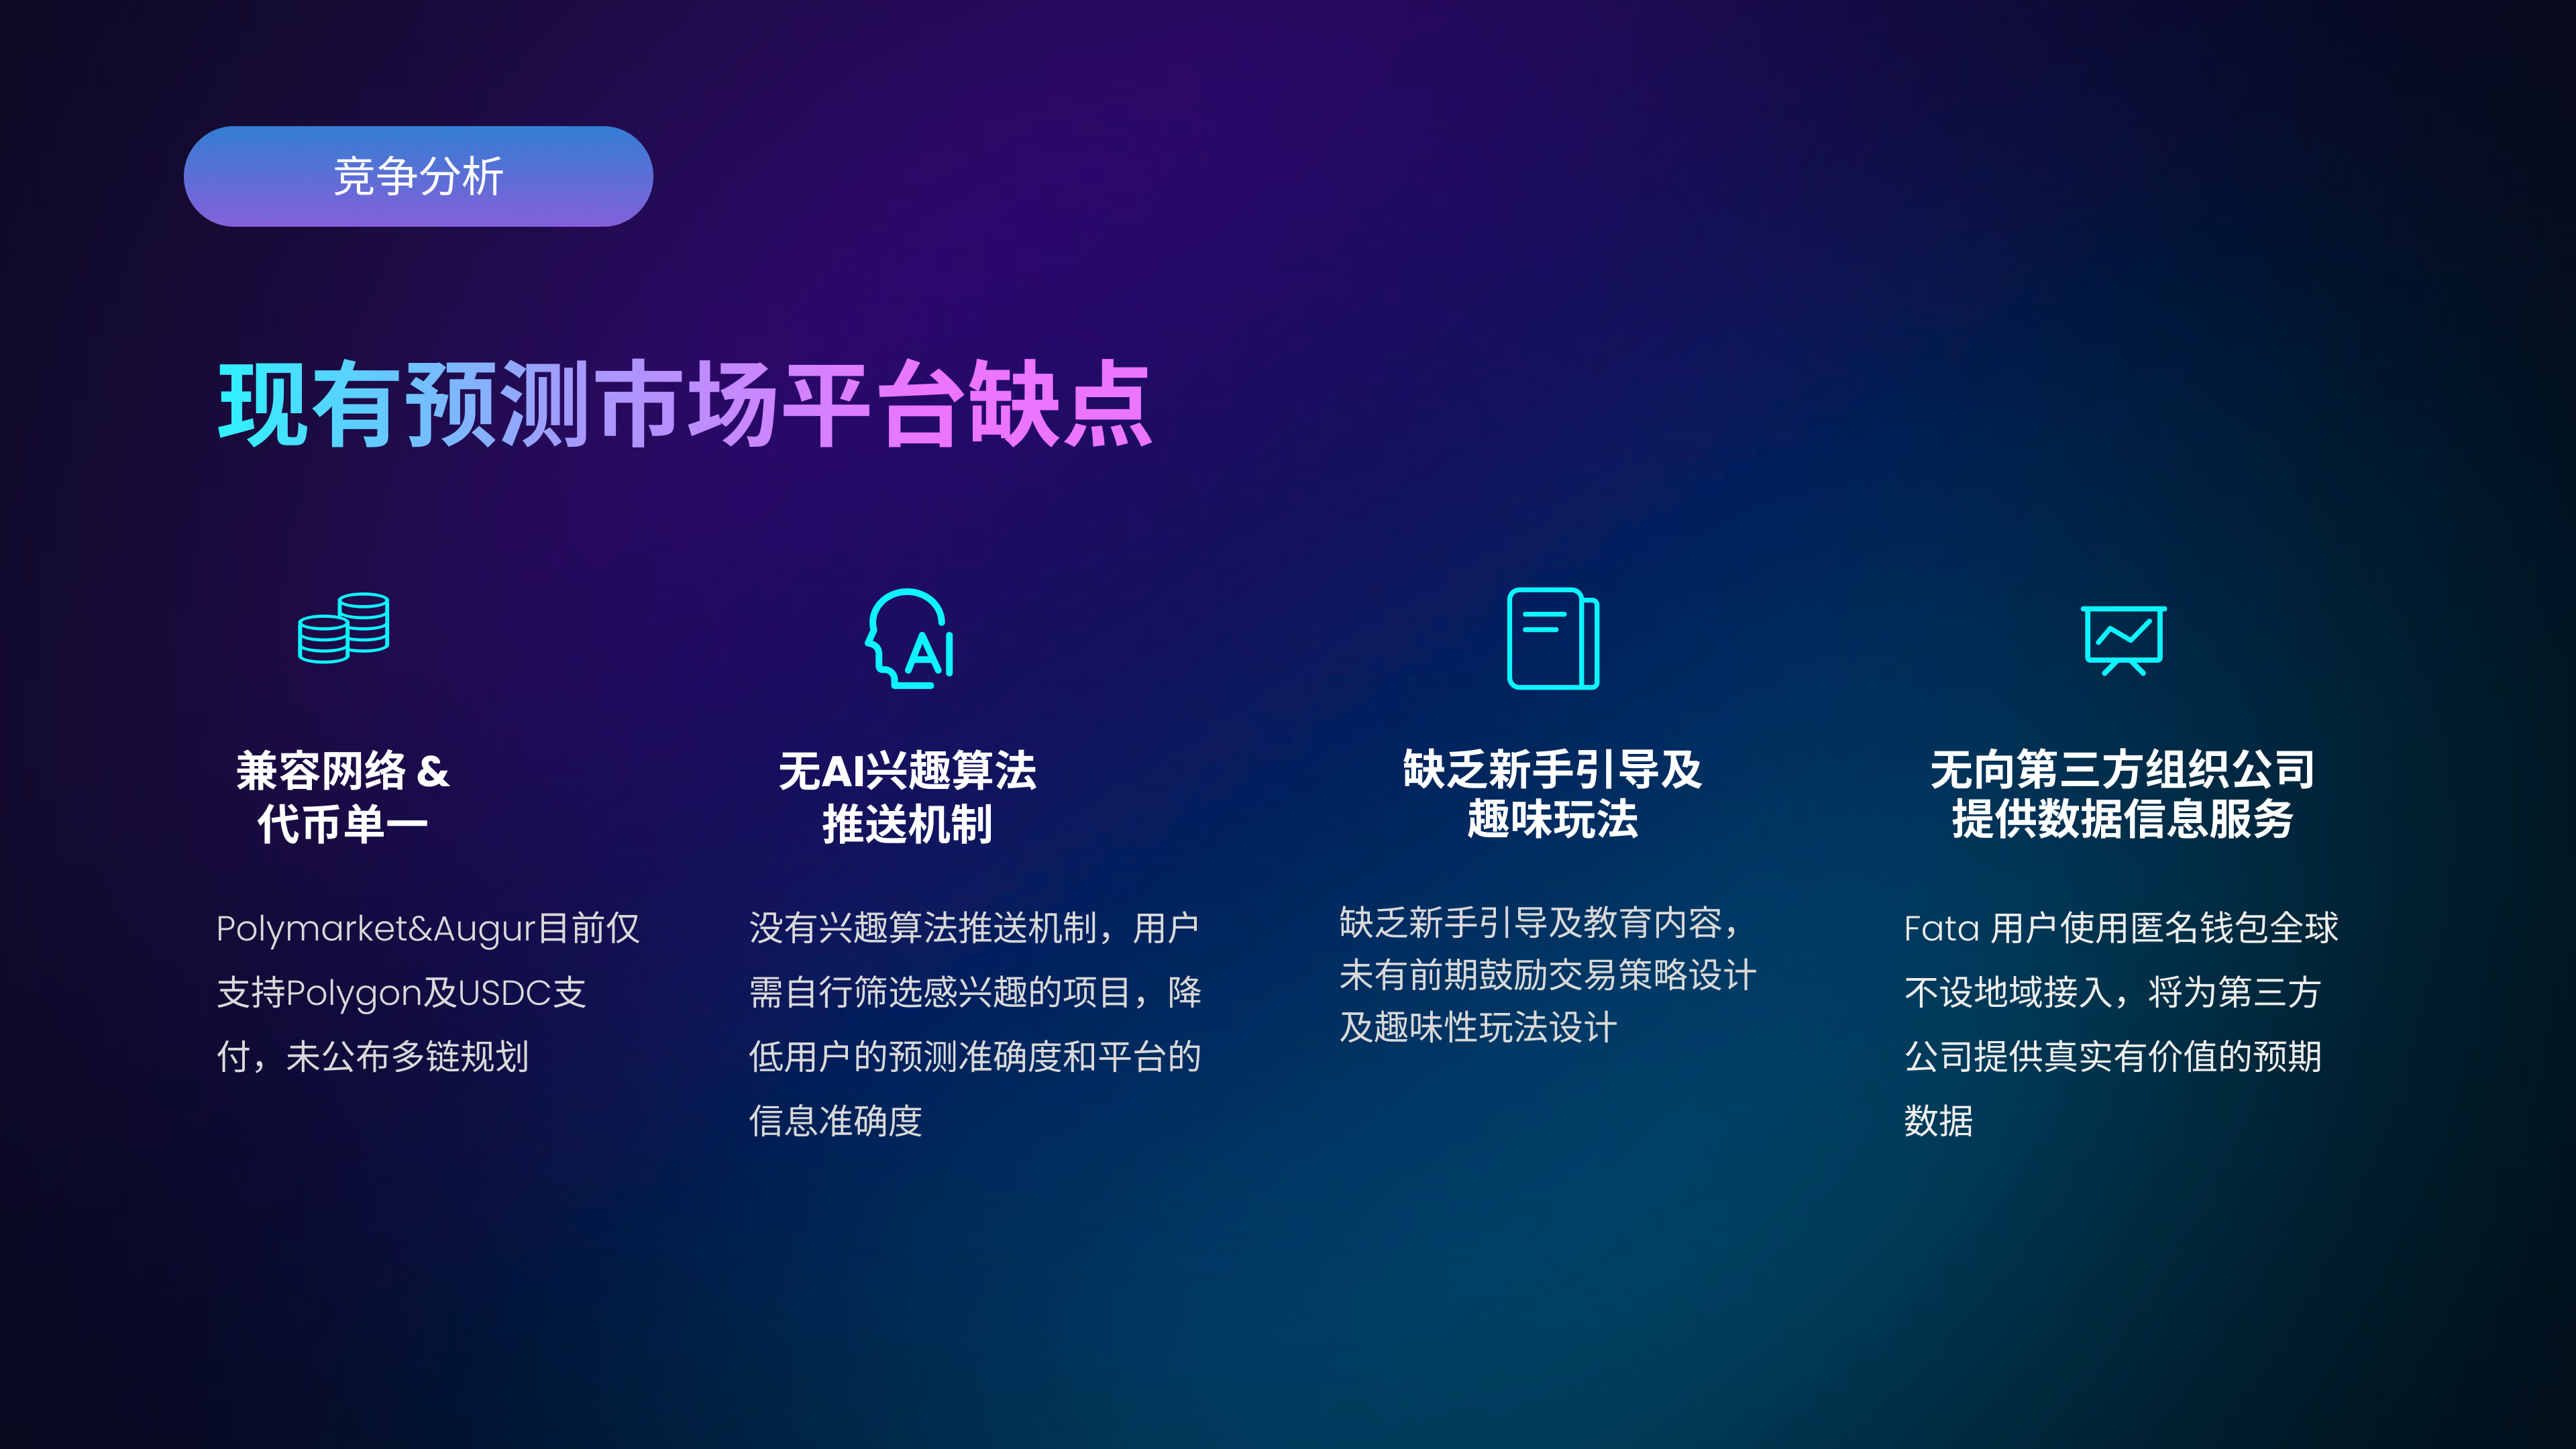 竞争分析
现有预测市场平台缺点
AI
兼容网络 &
代币单一
Polymarket&Augur目前仅
支持Polygon及USDC支
付，未公布多链规划
无AI兴趣算法
推送机制
没有兴趣算法推送机制，用户
需自行筛选感兴趣的项目，降
低用户的预测准确度和平台的
信息准确度
缺乏新手引导及
趣味玩法
缺乏新手引导及教育内容，
未有前期鼓励交易策略设计
及趣味性玩法设计
无向第三方组织公司
提供数据信息服务
Fata 用户使用匿名钱包全球
不设地域接入，将为第三方
公司提供真实有价值的预期
数据